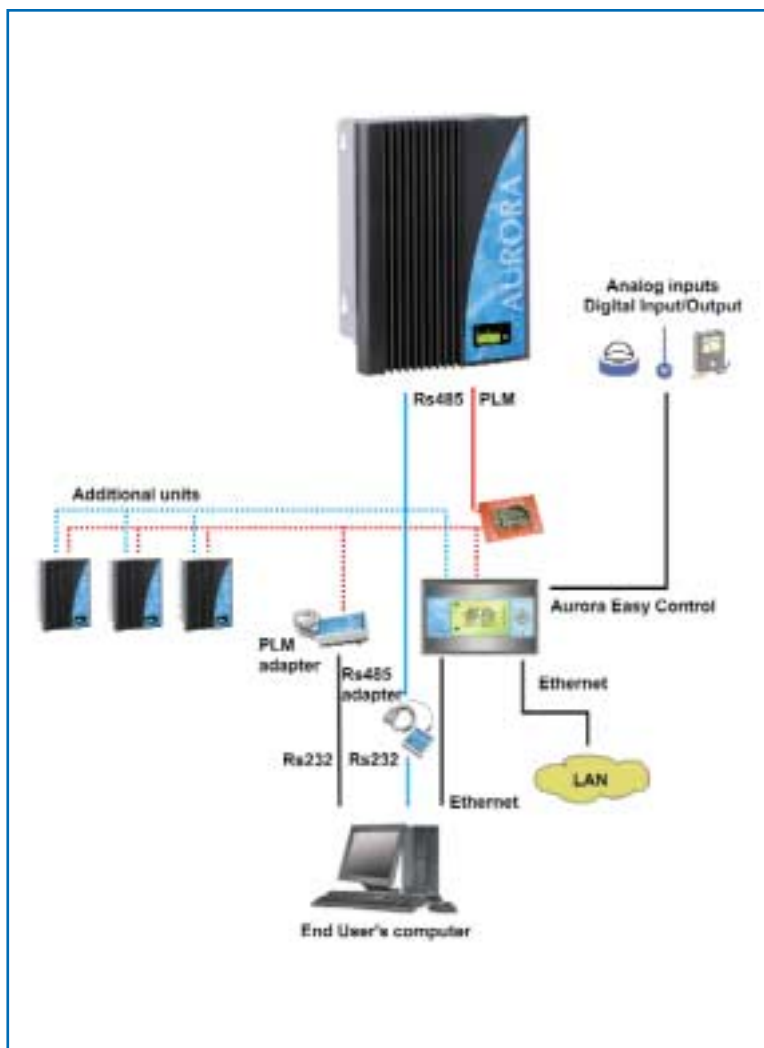 AURORA
Analog inputs
Digital Input/Output
Rs485
PLM
Additional units
Aurora Easy Control
PLM
adapter
Rs485
adapter
Ethernet
Rs232
Rs232
LAN
Ethernet
End User's computer